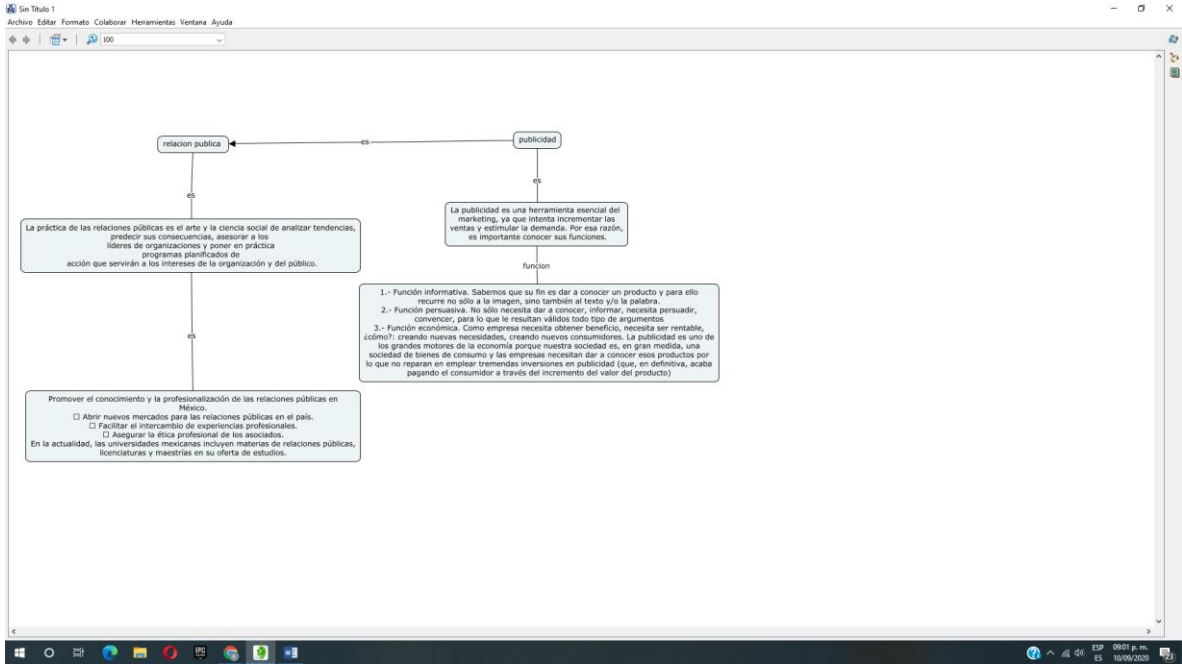 Sin Título 1
Archivo Editar Formato Colaborar Herramientas Ventana Ayuda
100
relacion publica
es
publicidad
es
es
La práctica de las relaciones públicas es el arte y la ciencia social de analizar tendencias,
predecir sus consecuencias, asesorar a los
líderes de organizaciones y poner en práctica
programas planificados de
acción que servirán a los intereses de la organización y del público.
La publicidad es una herramienta esencial del
marketing, ya que intenta incrementar las
ventas y estimular la demanda. Por esa razón,
es importante conocer sus funciones.
funcion
1.- Función informativa. Sabemos que su fin es dar a conocer un producto y para ello
recurre no sólo a la imagen, sino también al texto y/o la palabra.
2.- Función persuasiva. No sólo necesita dar a conocer, informar, necesita persuadir,
convencer, para lo que le resultan válidos todo tipo de argumentos
3.- Función económica. Como empresa necesita obtener beneficio, necesita ser rentable,
¿cómo?: creando nuevas necesidades, creando nuevos consumidores. La publicidad es uno de
los grandes motores de la economía porque nuestra sociedad es, en gran medida, una
sociedad de bienes de consumo y las empresas necesitan dar a conocer esos productos por
lo que no reparan en emplear tremendas inversiones en publicidad (que, en definitiva, acaba
pagando el consumidor a través del incremento del valor del producto)
es
Promover el conocimiento y la profesionalización de las relaciones públicas en
México.
☐ Abrir nuevos mercados para las relaciones públicas en el país.
☐ Facilitar el intercambio de experiencias profesionales.
☐ Asegurar la ética profesional de los asociados.
En la actualidad, las universidades mexicanas incluyen materias de relaciones públicas,
licenciaturas y maestrías en su oferta de estudios.
EPIC
ESP
ES
09:01 p. m.
10/09/2020
23